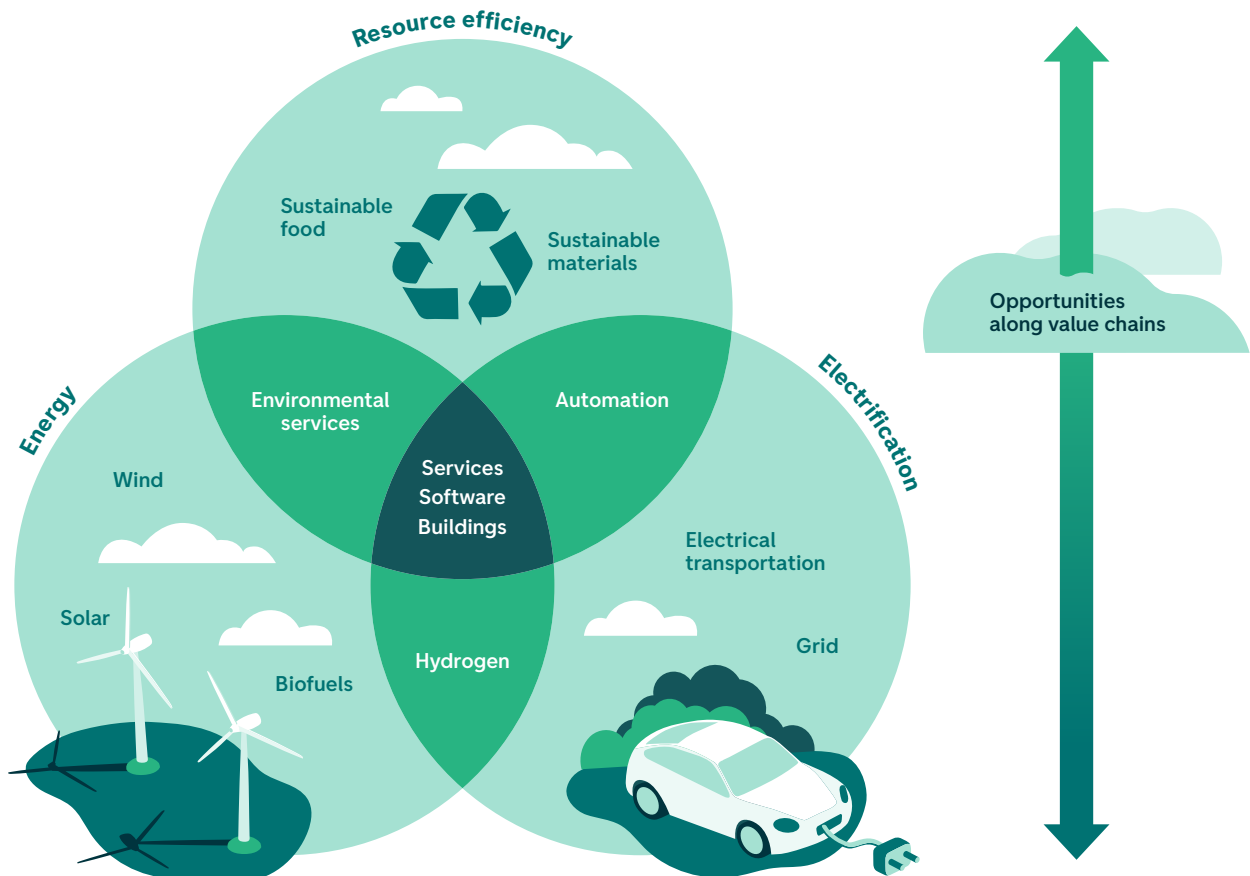 Resource efficiency
Sustainable
food
Sustainable
materials
Opportunities
along value chains
Energy
Electrification
Environmental
services
Automation
Services
Software
Buildings
Wind
Electrical
transportation
Solar
Grid
Hydrogen
Biofuels